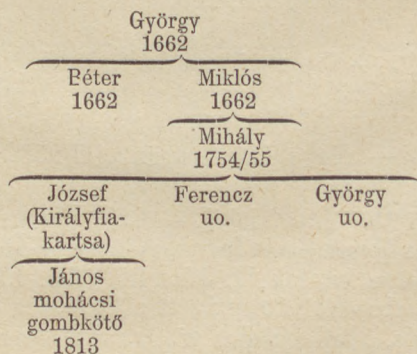 György
1662
Péter Miklós
1662 1662
Mihály
1754/55
József Ferencz György
(Királyfia- uo. uo.
kartsa)
János
mohácsi
gombkötő
1813